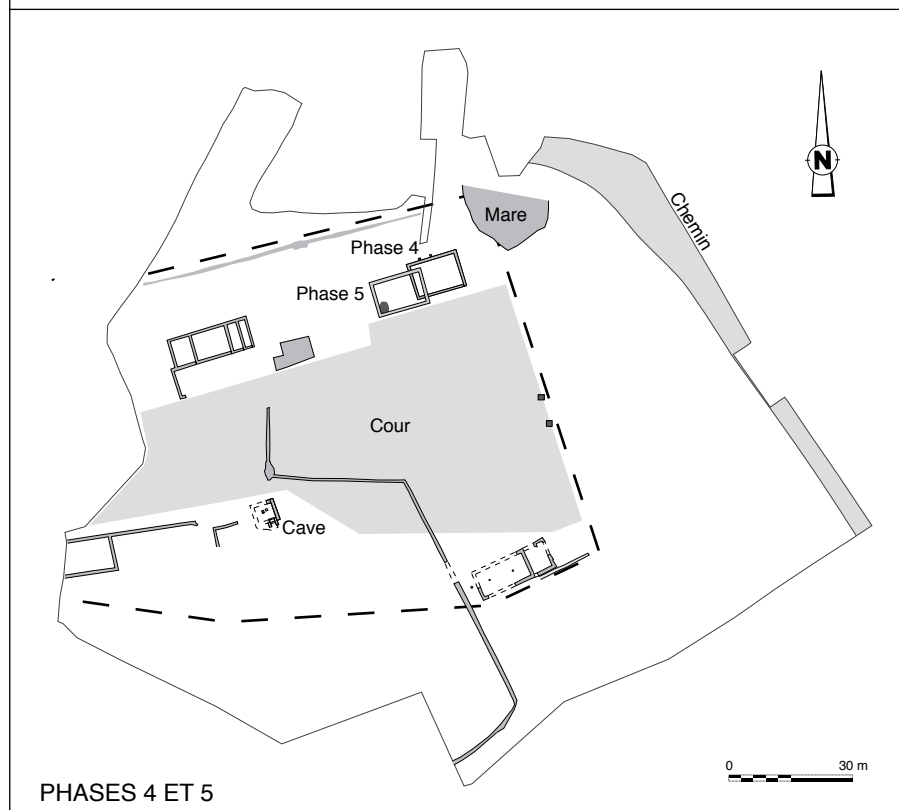 N
Mare
Chemin
Phase 4
Phase 5
Cour
Cave
0 30 m
PHASES 4 ET 5